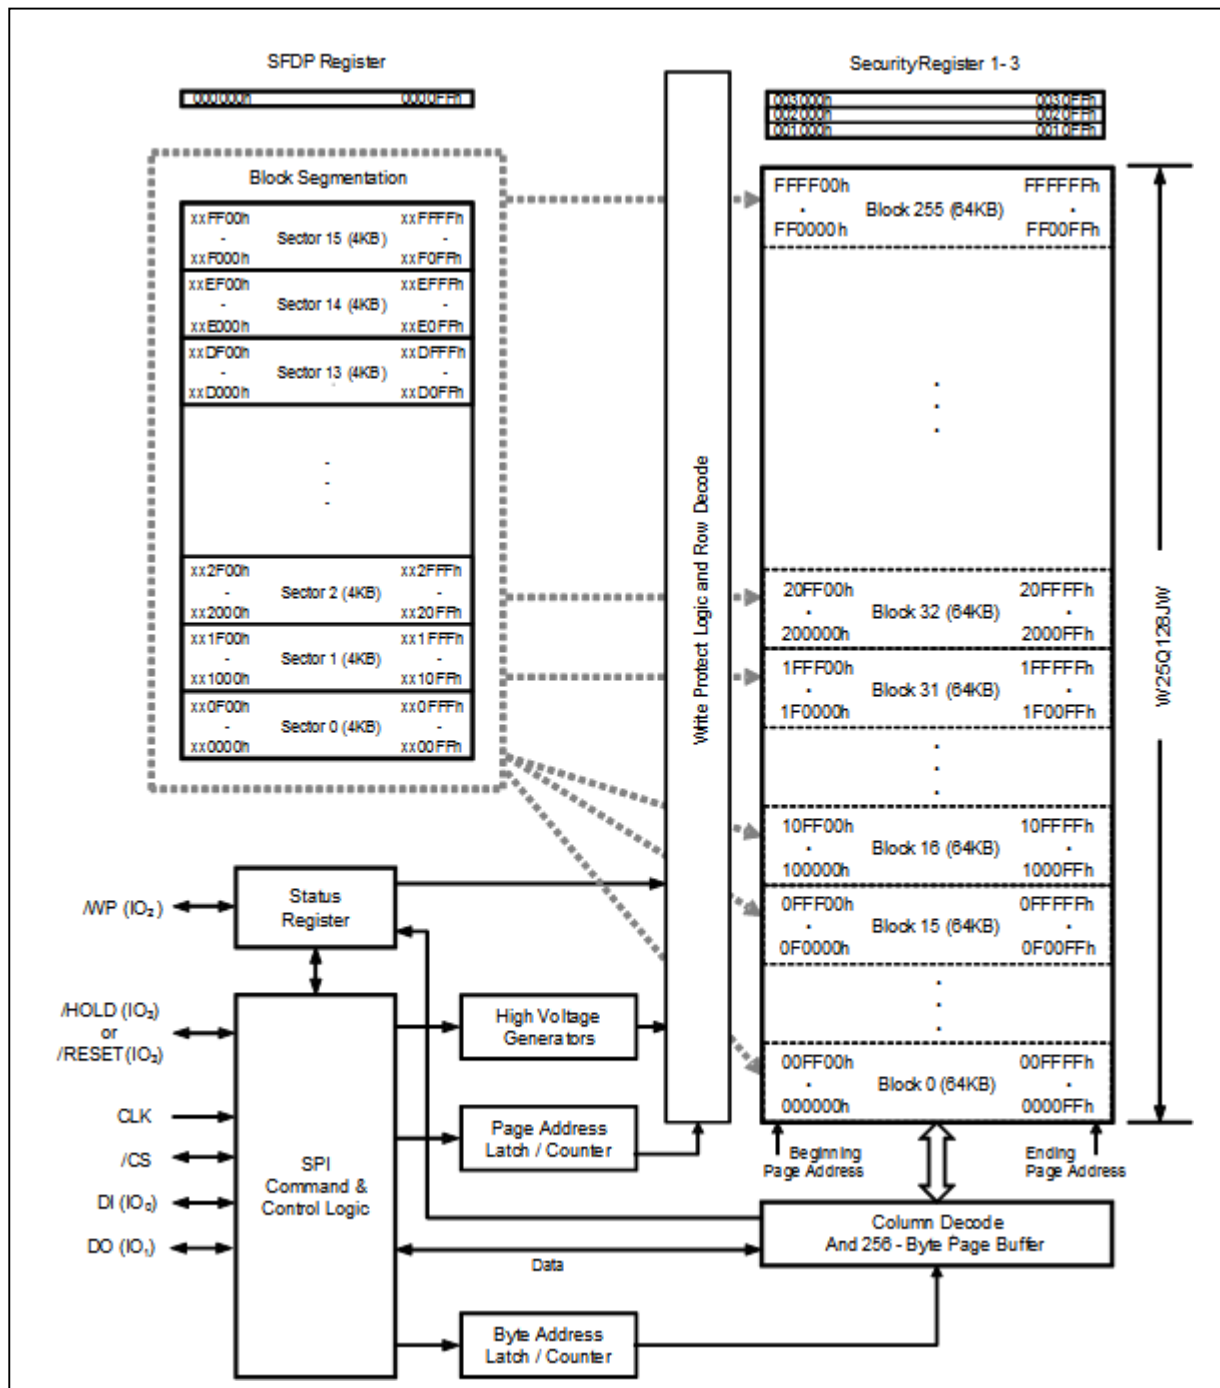 SFDP Register
000000h 0000FFh
Security Register 1- 3
003000h 0030FFh
002000h 0020FFh
001000h 0010FFh
Block Segmentation
xxFF00h xxFFFFh
- Sector 15 (4KB) -
xxF000h xxF0FFh
xxEF00h xxEFFFh
- Sector 14 (4KB) -
xxE000h xxE0FFh
xxDF00h xxDFFFh
- Sector 13 (4KB) -
xxD000h xxD0FFh
xx2F00h xx2FFFh
- Sector 2 (4KB) -
xx2000h xx20FFh
xx1F00h xx1FFFh
- Sector 1 (4KB) -
xx1000h xx10FFh
xx0F00h xx0FFFh
- Sector 0 (4KB) -
xx0000h xx00FFh
Write Protect Logic and Row Decode
FFFF00h FFFFFFh
· Block 255 (64KB) ·
FF0000h FF00FFh
20FF00h 20FFFFh
· Block 32 (64KB) ·
200000h 2000FFh
1FFF00h 1FFFFFh
· Block 31 (64KB) ·
1F0000h 1F00FFh
10FF00h 10FFFFh
· Block 16 (64KB) ·
100000h 1000FFh
0FFF00h 0FFFFFh
· Block 15 (64KB) ·
0F0000h 0F00FFh
00FF00h 00FFFFh
· Block 0 (64KB) ·
000000h 0000FFh
W25Q128JW
Beginning
Page Address
Ending
Page Address
Status
Register
/WP (IO₂)
/HOLD (IO₃)
or
/RESET (IO₃)
CLK
/CS
DI (IO₀)
DO (IO₁)
SPI
Command &
Control Logic
High Voltage
Generators
Page Address
Latch / Counter
Column Decode
And 256 - Byte Page Buffer
Data
Byte Address
Latch / Counter